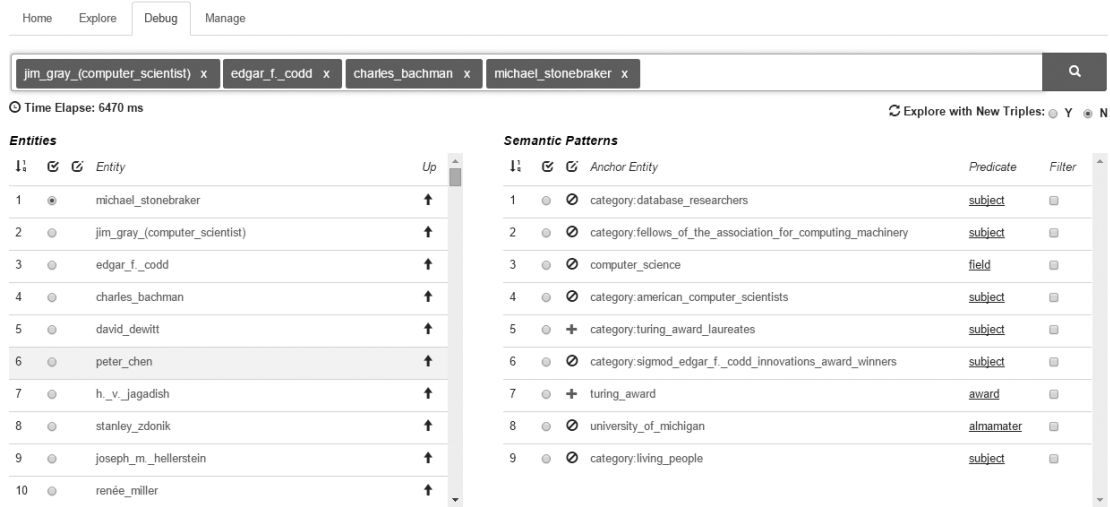 Home Explore Debug Manage
jim_gray_(computer_scientist) x edgar_f._codd x charles_bachman x michael_stonebraker x
Time Elapse: 6470 ms
Explore with New Triples: Y N
Entities
Entity Up
1 michael_stonebraker
2 jim_gray_(computer_scientist)
3 edgar_f._codd
4 charles_bachman
5 david_dewitt
6 peter_chen
7 h._v._jagadish
8 stanley_zdonik
9 joseph_m._hellerstein
10 renée_miller
Semantic Patterns
Anchor Entity Predicate Filter
1 category:database_researchers subject
2 category:fellows_of_the_association_for_computing_machinery subject
3 computer_science field
4 category:american_computer_scientists subject
5 category:turing_award_laureates subject
6 category:sigmod_edgar_f._codd_innovations_award_winners subject
7 turing_award award
8 university_of_michigan almamater
9 category:living_people subject